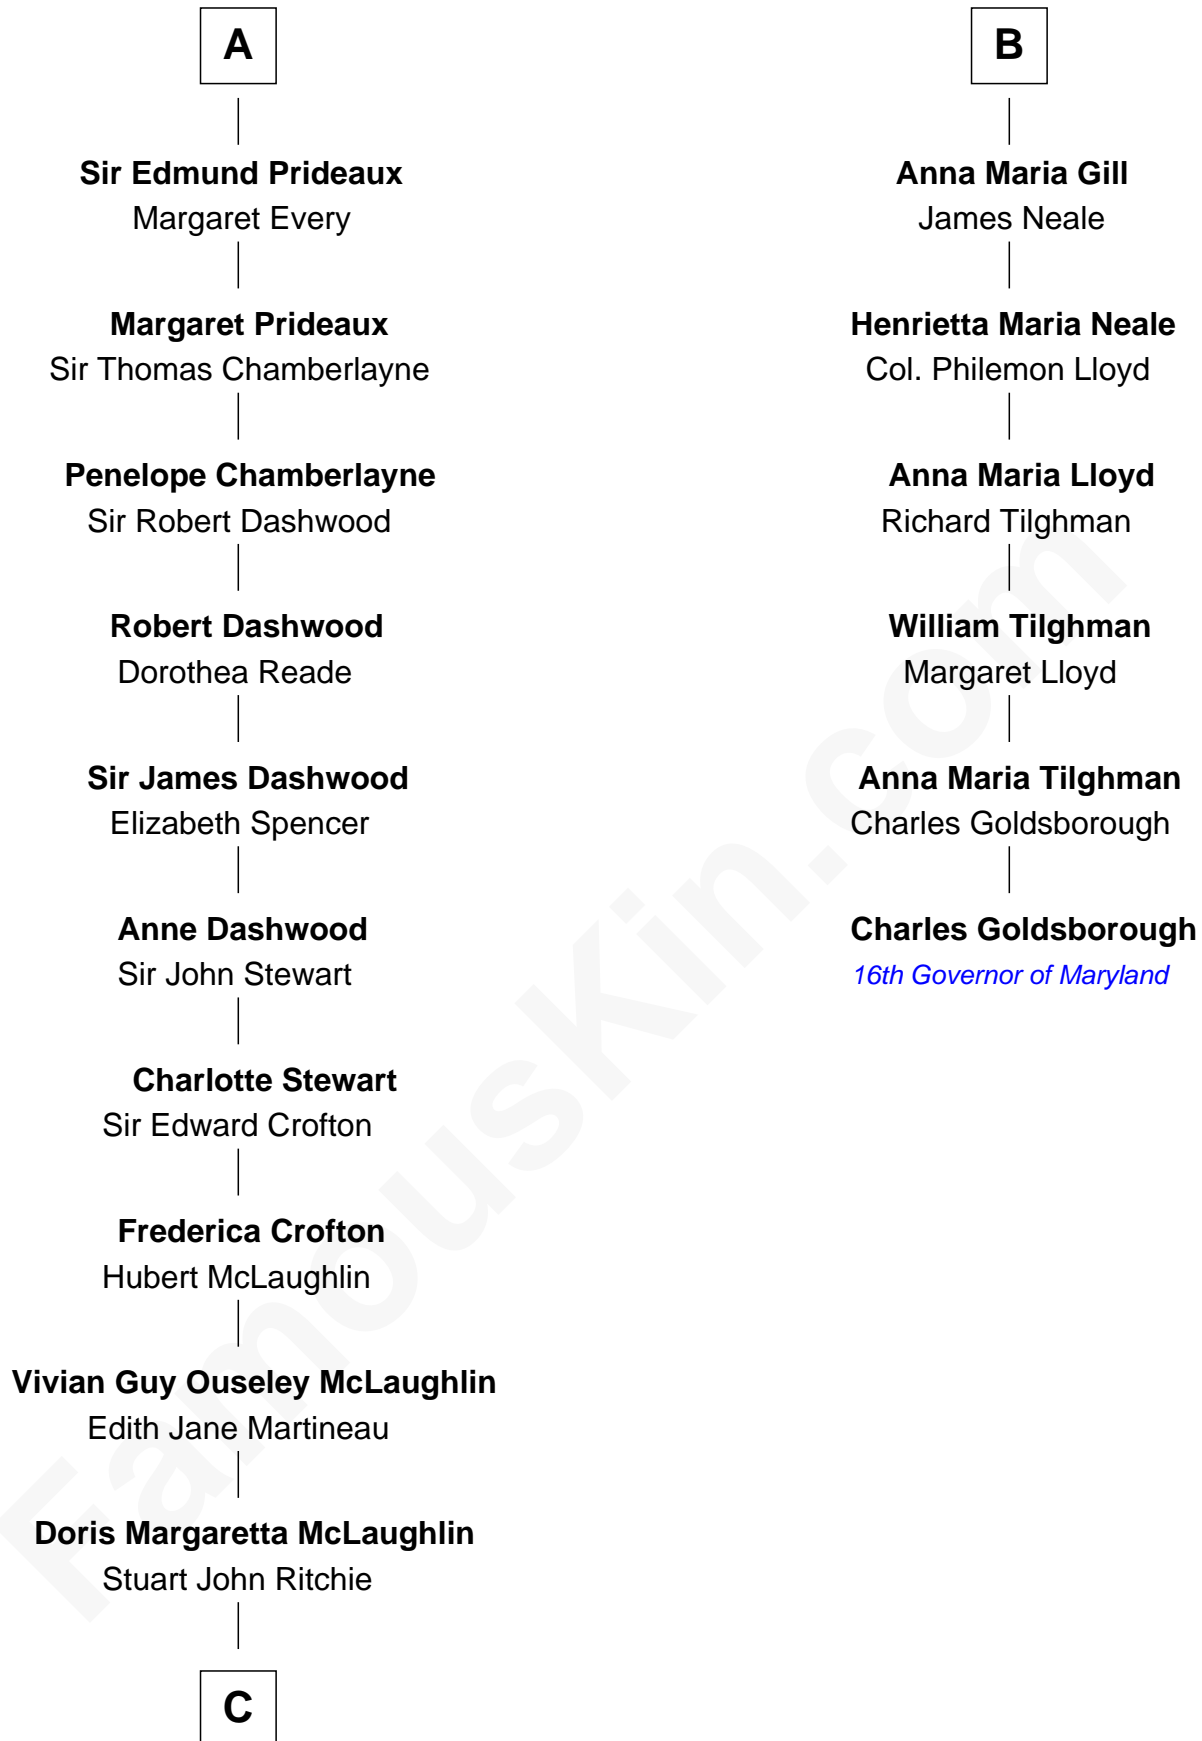 A
Sir Edmund Prideaux
Margaret Every
Margaret Prideaux
Sir Thomas Chamberlayne
Penelope Chamberlayne
Sir Robert Dashwood
Robert Dashwood
Dorothea Reade
Sir James Dashwood
Elizabeth Spencer
Anne Dashwood
Sir John Stewart
Charlotte Stewart
Sir Edward Crofton
Frederica Crofton
Hubert McLaughlin
Vivian Guy Ouseley McLaughlin
Edith Jane Martineau
Doris Margaretta McLaughlin
Stuart John Ritchie
C
B
Anna Maria Gill
James Neale
Henrietta Maria Neale
Col. Philemon Lloyd
Anna Maria Lloyd
Richard Tilghman
William Tilghman
Margaret Lloyd
Anna Maria Tilghman
Charles Goldsborough
Charles Goldsborough
16th Governor of Maryland
FamousKin.com